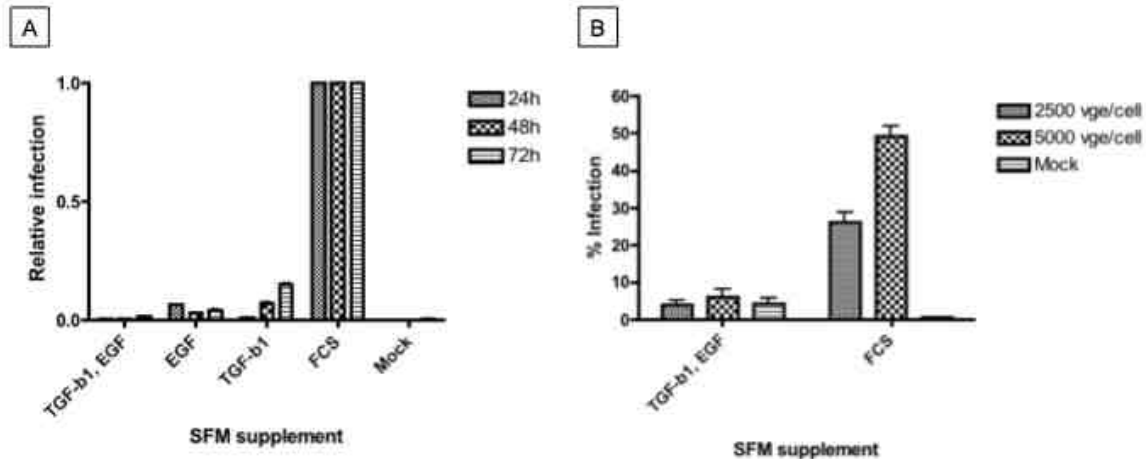 A
Relative infection
1.0
0.5
0.0
TGF-b1, EGF
EGF
TGF-b1
FCS
Mock
SFM supplement
24h
48h
72h
B
% Infection
60
50
40
30
20
10
0
TGF-b1, EGF
FCS
SFM supplement
2500 vge/cell
5000 vge/cell
Mock